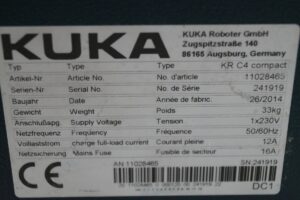 KUKA
KUKA Roboter GmbH
Zugspitzstraße 140
86165 Augsburg, Germany
Typ Type Typ KR C4 compact
Artikel-Nr. Article No. No. d'article 11028465
Serien-Nr Serial No. No. de Série 241919
Baujahr Date Année de fabric. 26/2014
Gewicht Weight Poids 33kg
Anschlußspg. Supply Voltage Tension 1x230V
Netzfrequenz Frequency Fréquence 50/60Hz
Vollaststrom charge full-load current Courant pleine 12A
Netzsicherung Mains Fuse Fusible de secteur 16A
AN 11028465 SN 241919
CE
DC1